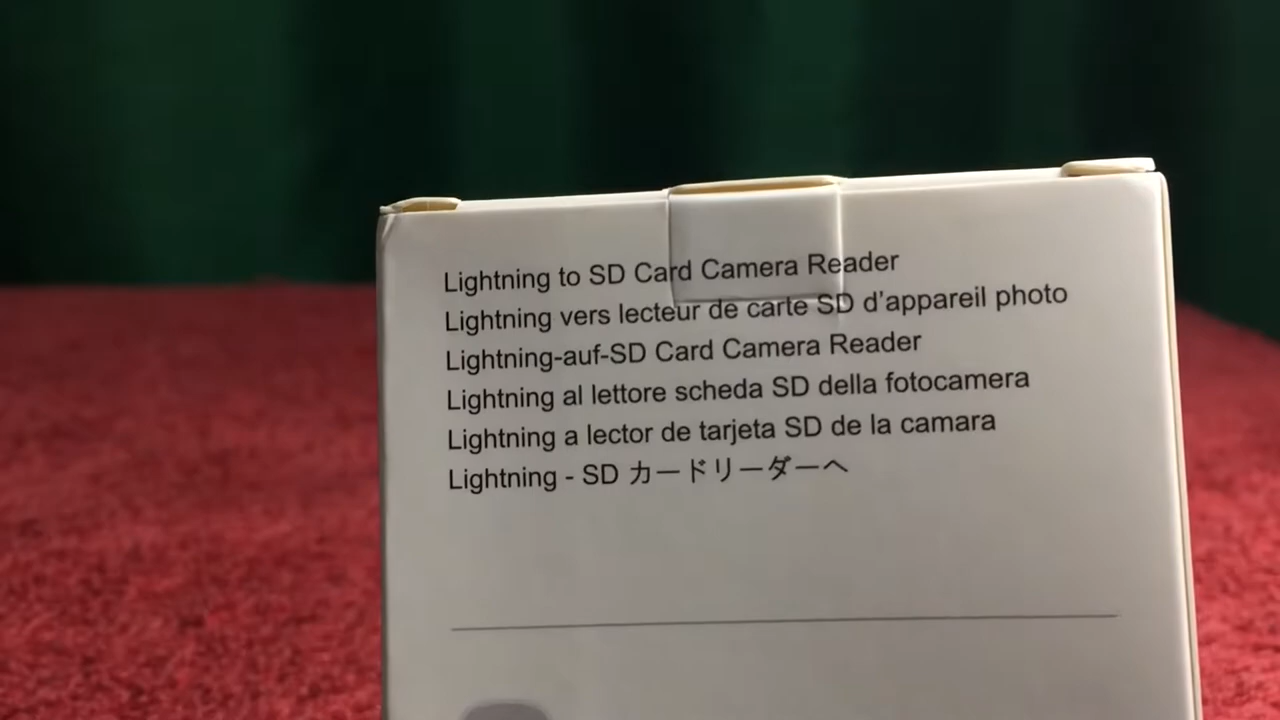 Lightning to SD Card Camera Reader
Lightning vers lecteur de carte SD d'appareil photo
Lightning-auf-SD Card Camera Reader
Lightning al lettore scheda SD della fotocamera
Lightning a lector de tarjeta SD de la camara
Lightning - SD カードリーダーへ